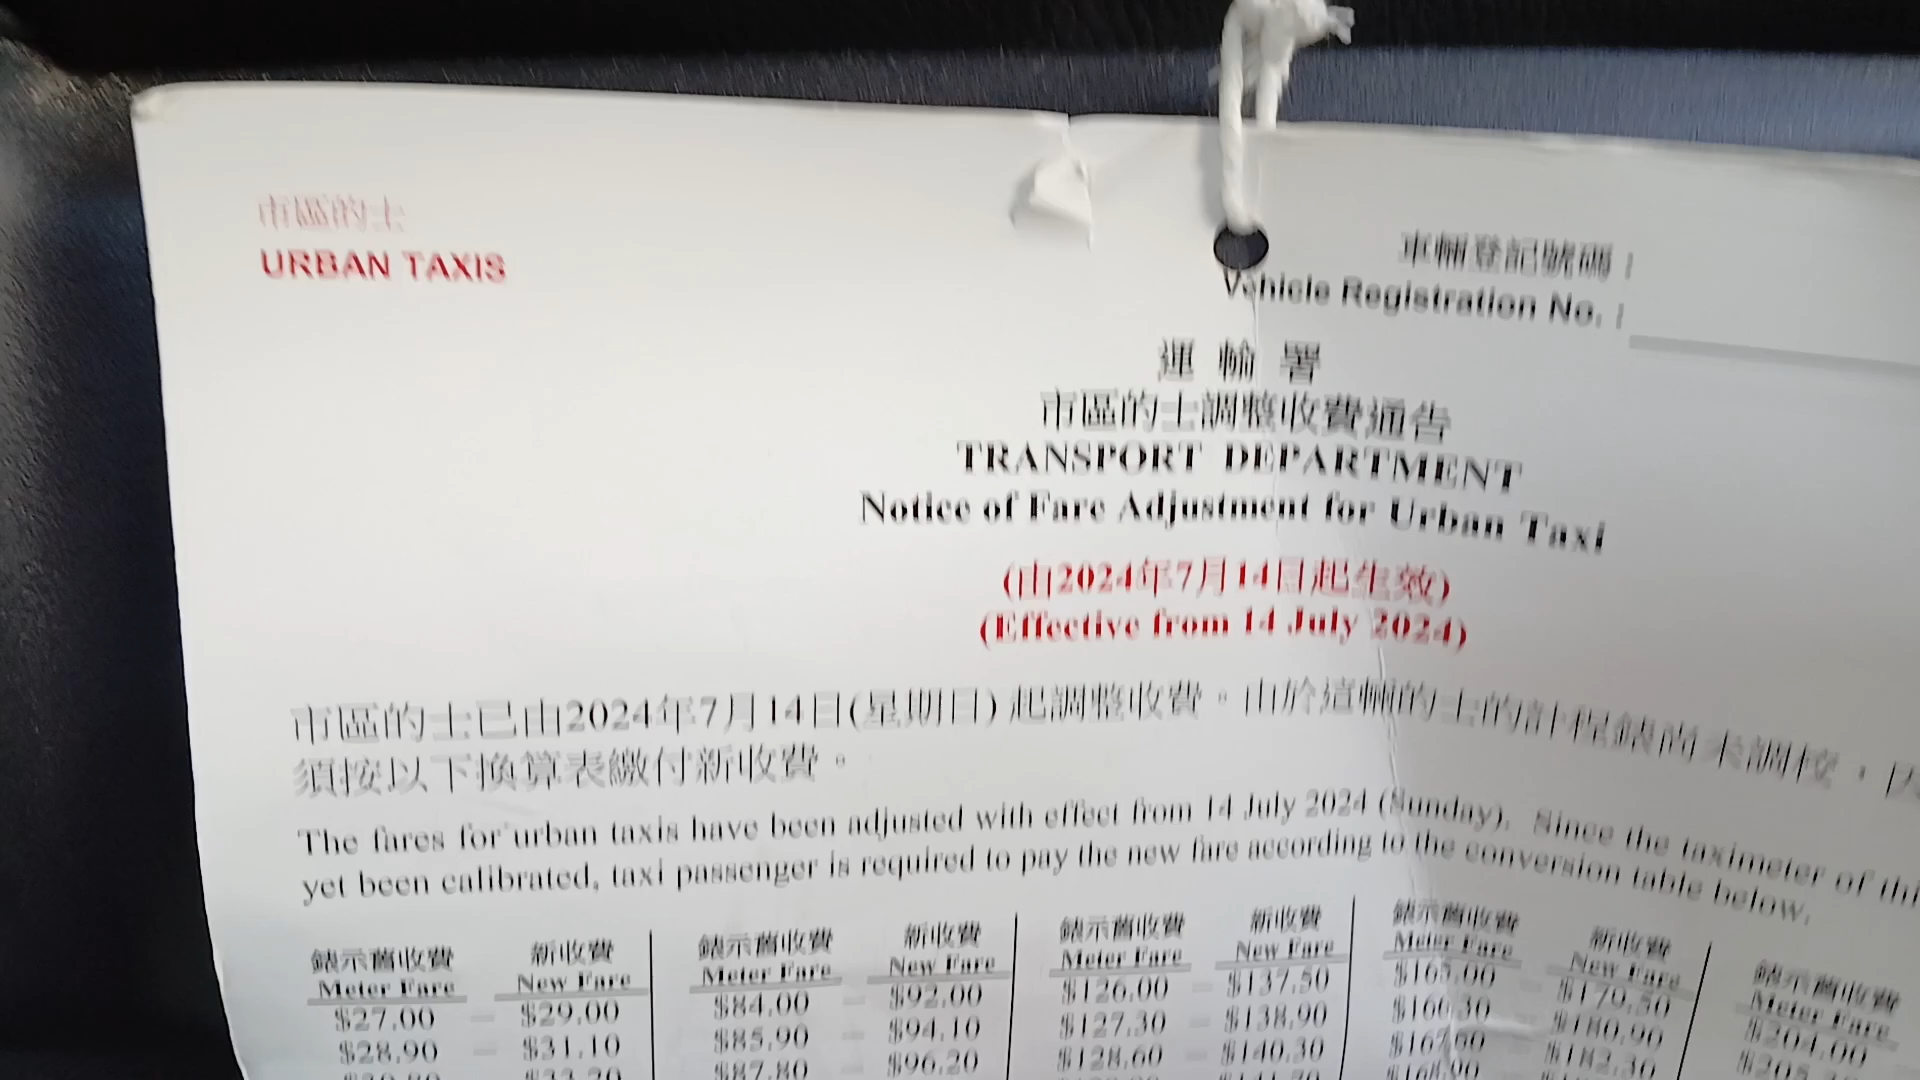 市區的士
URBAN TAXIS
車輛登記號碼 :
Vehicle Registration No. :
運 輸 署
市區的士調整收費通告
TRANSPORT DEPARTMENT
Notice of Fare Adjustment for Urban Taxi
(由2024年7月14日起生效)
(Effective from 14 July 2024)
市區的士已由2024年7月14日(星期日) 起調整收費。由於這輛的士的計程錶尚未調校,
須按以下換算表繳付新收費。
The fares for urban taxis have been adjusted with effect from 14 July 2024 (Sunday). Since the taximeter of
yet been calibrated, taxi passenger is required to pay the new fare according to the conversion table below.
錶示舊收費 新收費 錶示舊收費 新收費 錶示舊收費 新收費 錶示舊收費 新收費 錶示舊收費
Meter Fare New Fare Meter Fare New Fare Meter Fare New Fare Meter Fare New Fare Meter Fare
$27.00 – $29.00 $84.00 – $92.00 $126.00 – $137.50 $165.00 – $179.50 $204.00
$28.90 – $31.10 $85.90 – $94.10 $127.30 – $138.90 $166.30 – $180.90
$87.80 – $96.20 $128.60 – $140.30 $167.60 – $182.30